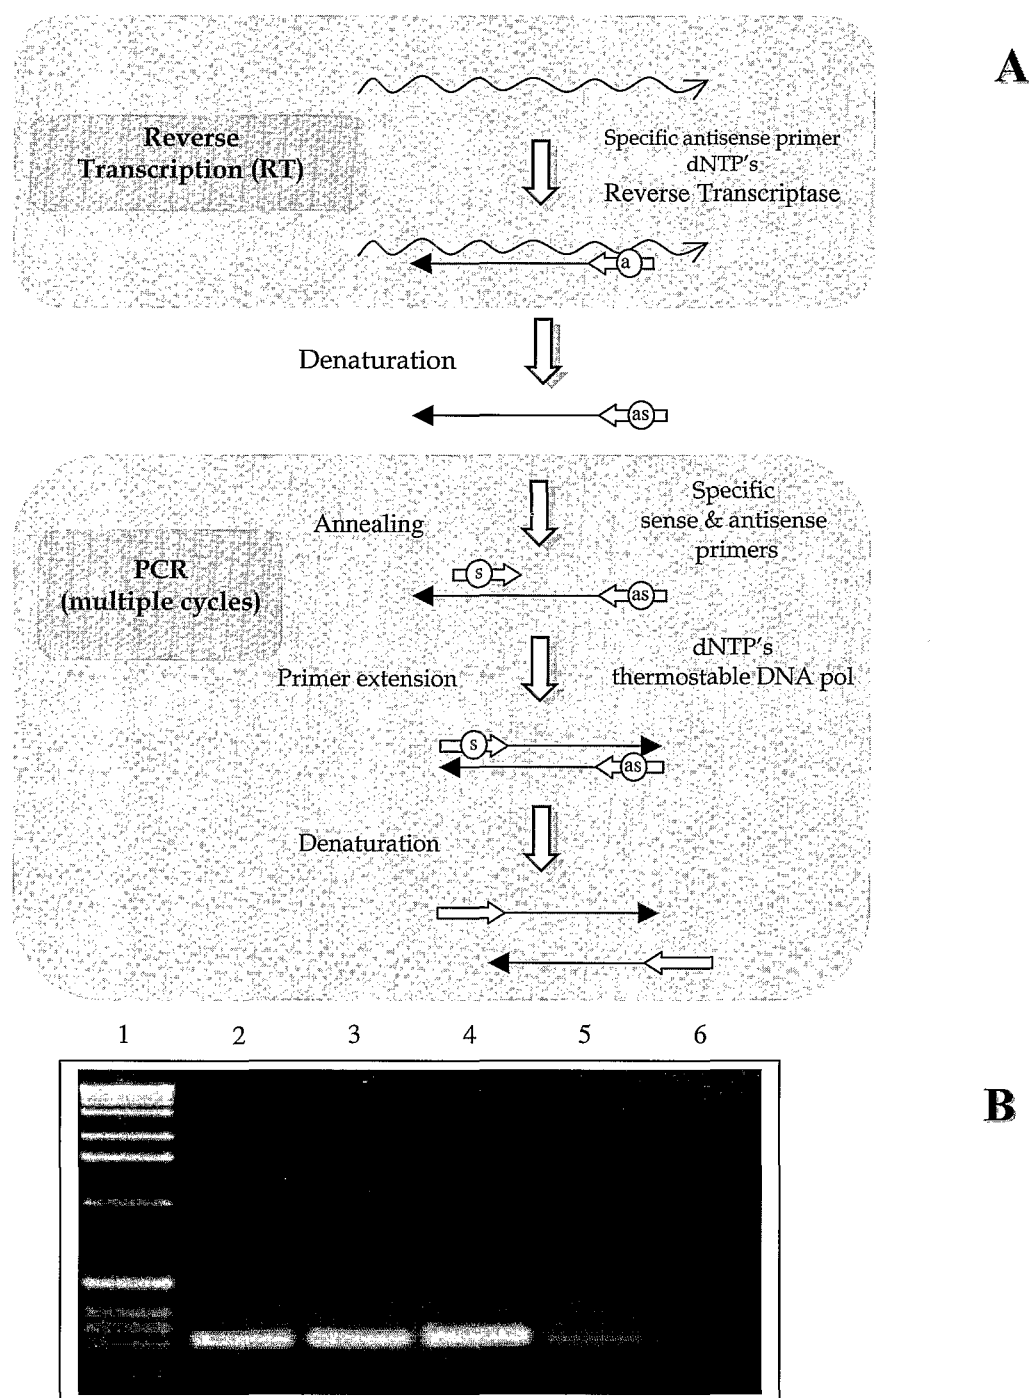 A
Reverse
Transcription (RT)
Specific antisense primer
dNTP's
Reverse Transcriptase
a
Denaturation
as
Annealing
Specific
sense & antisense
primers
PCR
(multiple cycles)
s
as
Primer extension
dNTP's
thermostable DNA pol
s
as
Denaturation
1 2 3 4 5 6
B